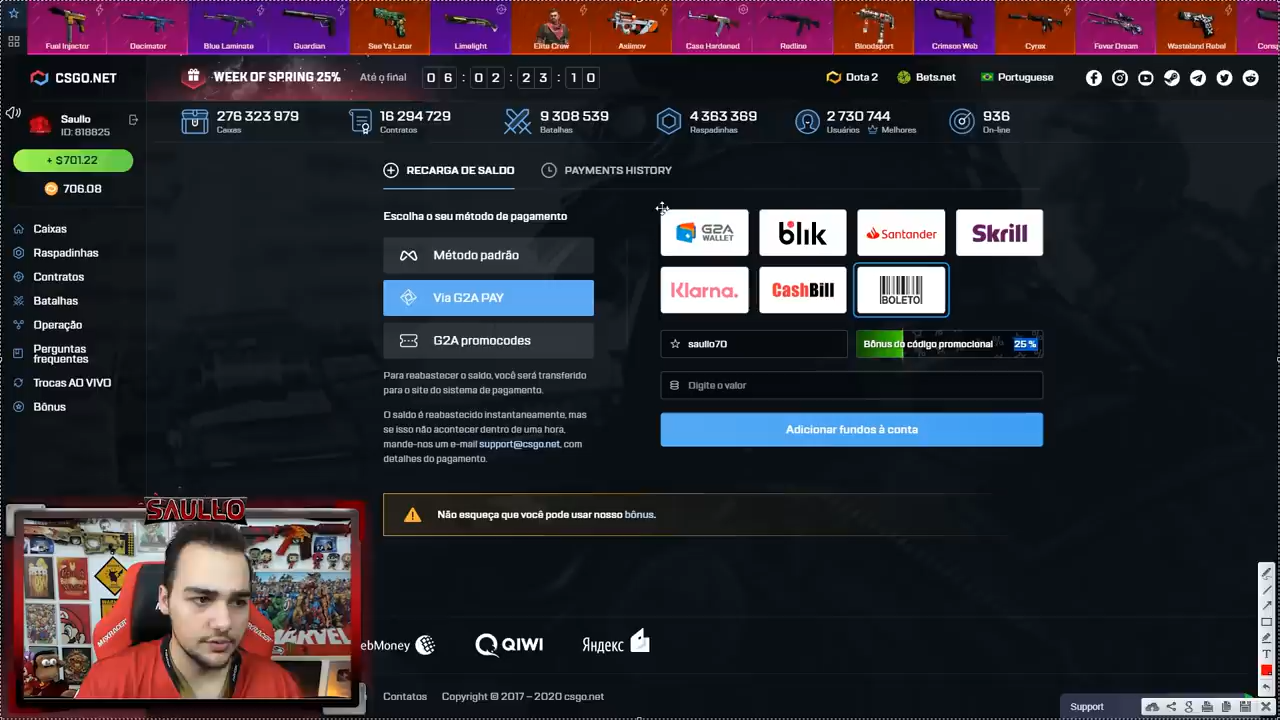 Fuel Injector
Decimator
Blue Laminate
Guardian
See Ya Later
Limelight
Elite Crew
Asiimov
Case Hardened
Redline
Bloodsport
Crimson Web
Cyrex
Fever Dream
Wasteland Rebel
CSGO.NET
WEEK OF SPRING 25%
Até o final
06:02:23:10
Dota 2
Bets.net
Portuguese
Saullo
ID: 818825
+ $701.22
706.08
276 323 979
Caixas
16 294 729
Contratos
9 308 539
Batalhas
4 363 369
Raspadinhas
2 730 744
Usuários
Melhores
936
On-line
Caixas
Raspadinhas
Contratos
Batalhas
Operação
Perguntas
frequentes
Trocas AO VIVO
Bônus
RECARGA DE SALDO
PAYMENTS HISTORY
Escolha o seu método de pagamento
Método padrão
Via G2A PAY
G2A promocodes
Para reabastecer o saldo, você será transferido
para o site do sistema de pagamento.
O saldo é reabastecido instantaneamente, mas
se isso não acontecer dentro de uma hora,
mande-nos um e-mail support@csgo.net, com
detalhes do pagamento.
G2A
WALLET
blik
Santander
Skrill
Klarna.
CashBill
BOLETO
saullo70
Bônus do código promocional
25 %
Digite o valor
Adicionar fundos à conta
Não esqueça que você pode usar nosso bônus.
SAULLO
MARVEL
ebMoney
QIWI
Яндекс
Contatos
Copyright © 2017 – 2020 csgo.net
Support